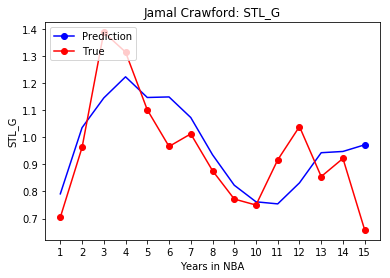 Jamal Crawford: STL_G
Prediction
True
STL_G
1.4
1.3
1.2
1.1
1.0
0.9
0.8
0.7
1 2 3 4 5 6 7 8 9 10 11 12 13 14 15
Years in NBA